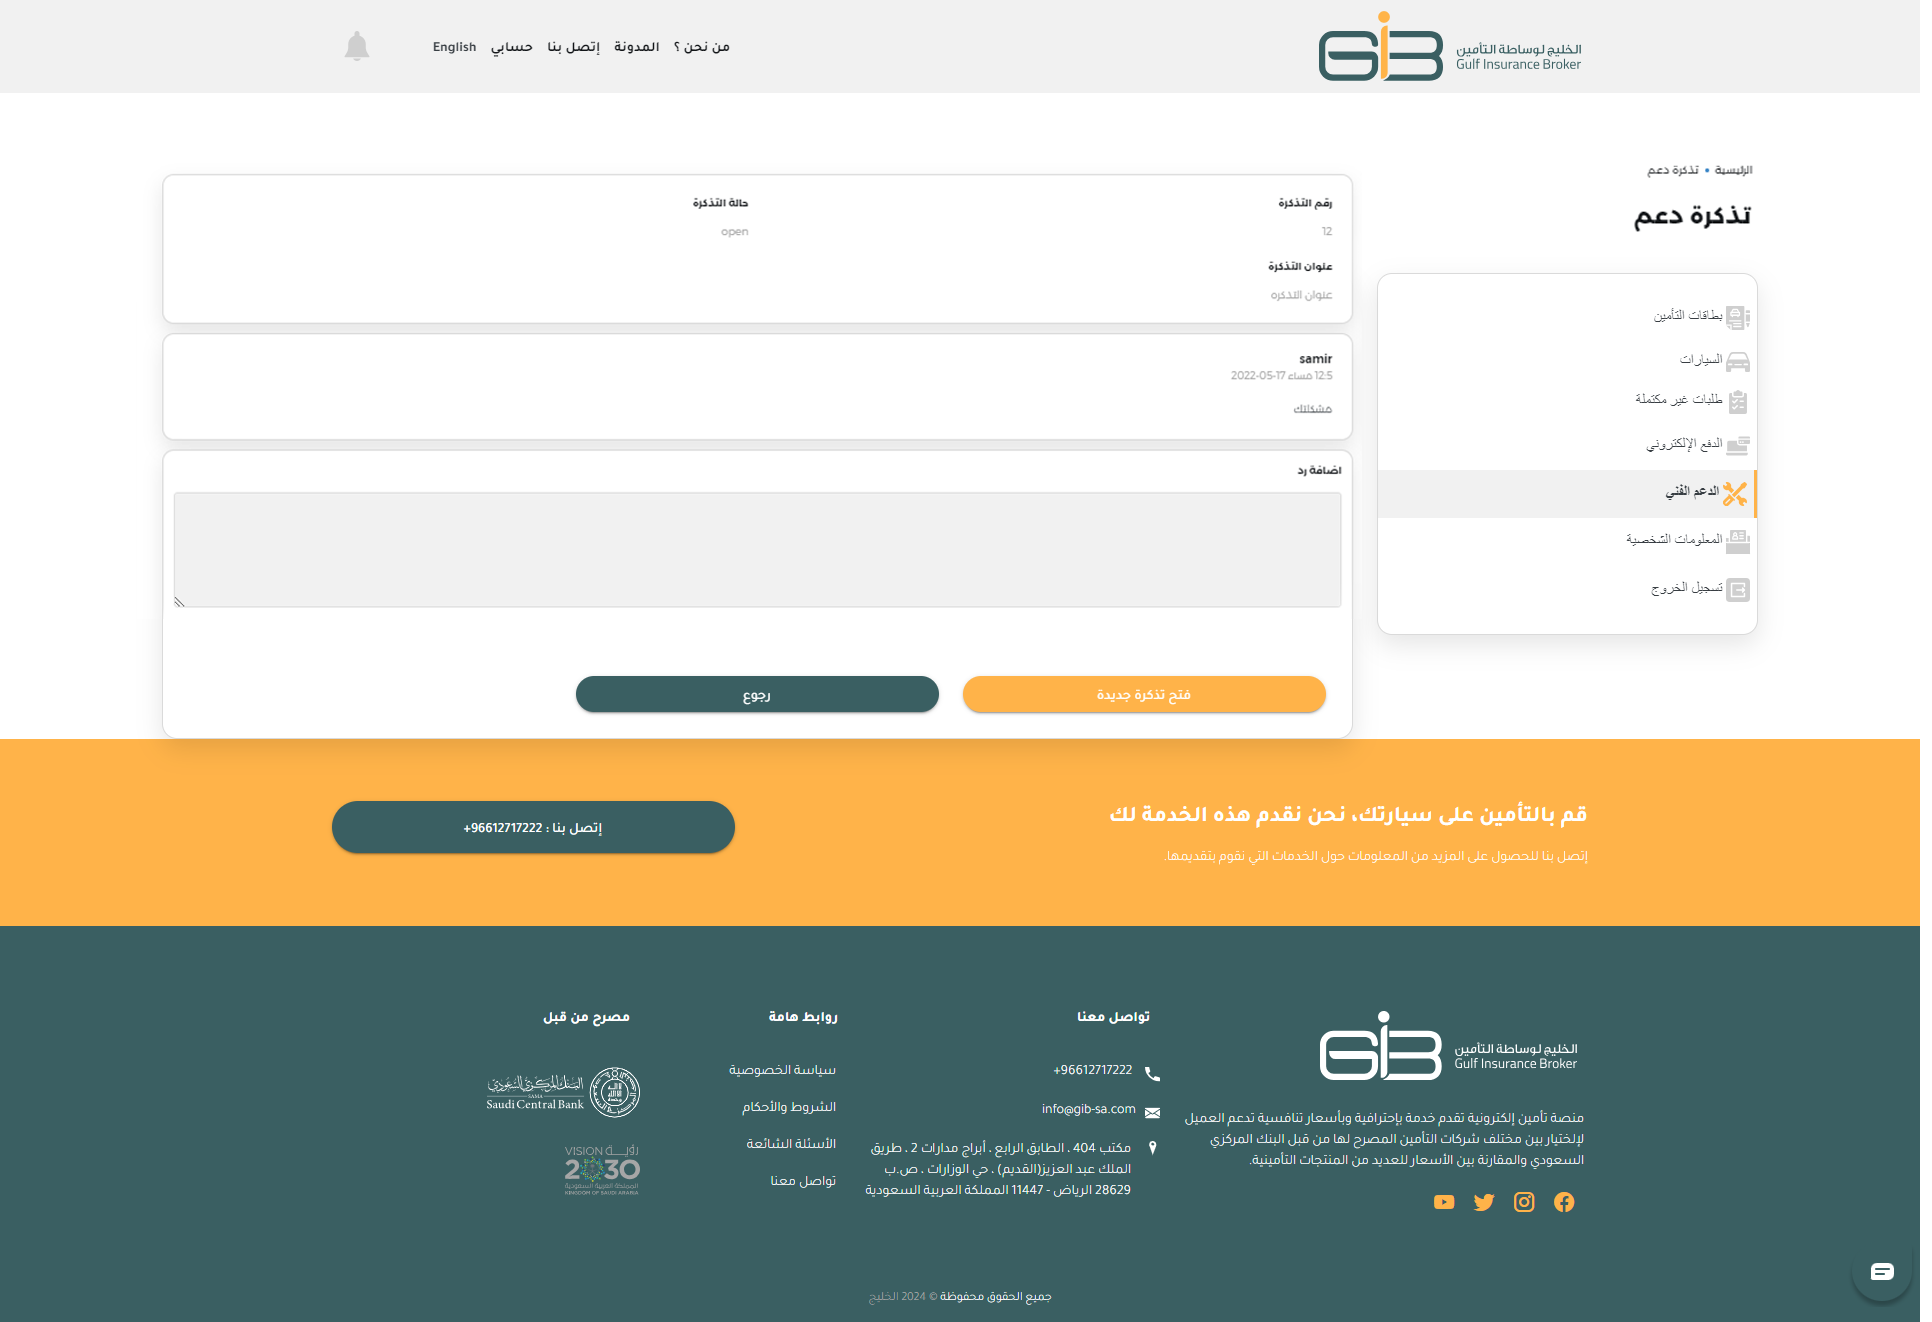 الخليج لوساطة التأمين
Gulf Insurance Broker
من نحن ؟
المدونة
إتصل بنا
حسابي
English
الرئيسية • تذكرة دعم
تذكرة دعم
بطاقات التأمين
السيارات
طلبات غير مكتملة
الدفع الإلكتروني
الدعم الفني
المعلومات الشخصية
تسجيل الخروج
رقم التذكرة
12
حالة التذكرة
open
عنوان التذكرة
عنوان التذكره
samir
12:5 مساء 17-05-2022
مشكلتك
اضافة رد
فتح تذكرة جديدة
رجوع
قم بالتأمين على سيارتك، نحن نقدم هذه الخدمة لك
إتصل بنا للحصول على المزيد من المعلومات حول الخدمات التي نقوم بتقديمها.
إتصل بنا : 96612717222+
الخليج لوساطة التأمين
Gulf Insurance Broker
منصة تأمين إلكترونية تقدم خدمة بإحترافية وبأسعار تنافسية تدعم العميل
لإلختيار بين مختلف شركات التأمين المصرح لها من قبل البنك المركزي
السعودي والمقارنة بين الأسعار للعديد من المنتجات التأمينية.
تواصل معنا
+96612717222
info@gib-sa.com
مكتب 404 ، الطابق الرابع ، أبراج مدارات 2 ، طريق
الملك عبد العزيز(القديم) ، حي الوزارات ، ص.ب
28629 الرياض - 11447 المملكة العربية السعودية
روابط هامة
سياسة الخصوصية
الشروط والأحكام
الأسئلة الشائعة
تواصل معنا
مصرح من قبل
البنك المركزي السعودي
SAMA
Saudi Central Bank
VISION رؤيــة
2030
المملكة العربية السعودية
KINGDOM OF SAUDI ARABIA
جميع الحقوق محفوظة © 2024 الخليج